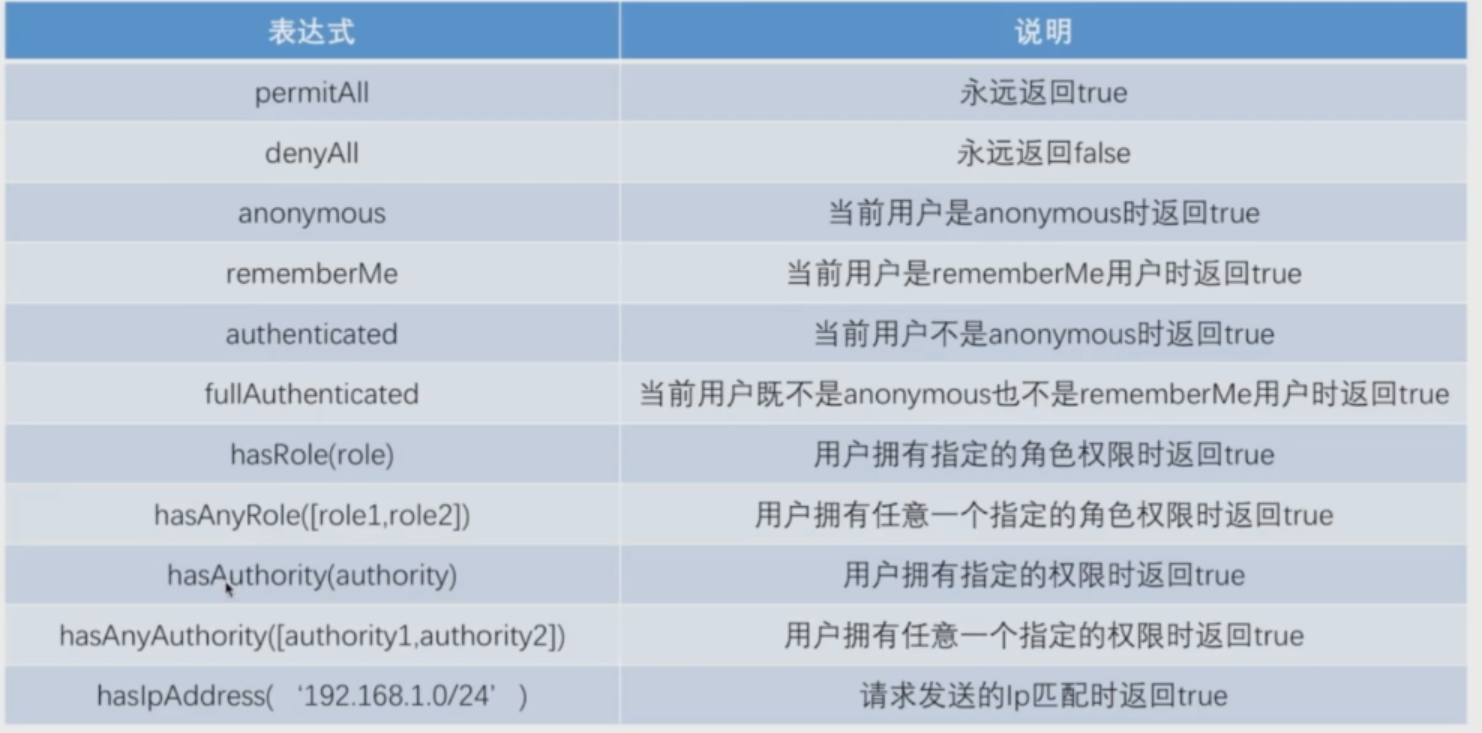 表达式 说明
permitAll 永远返回true
denyAll 永远返回false
anonymous 当前用户是anonymous时返回true
rememberMe 当前用户是rememberMe用户时返回true
authenticated 当前用户不是anonymous时返回true
fullAuthenticated 当前用户既不是anonymous也不是rememberMe用户时返回true
hasRole(role) 用户拥有指定的角色权限时返回true
hasAnyRole([role1,role2]) 用户拥有任意一个指定的角色权限时返回true
hasAuthority(authority) 用户拥有指定的权限时返回true
hasAnyAuthority([authority1,authority2]) 用户拥有任意一个指定的权限时返回true
hasIpAddress( ‘192.168.1.0/24’ ) 请求发送的Ip匹配时返回true